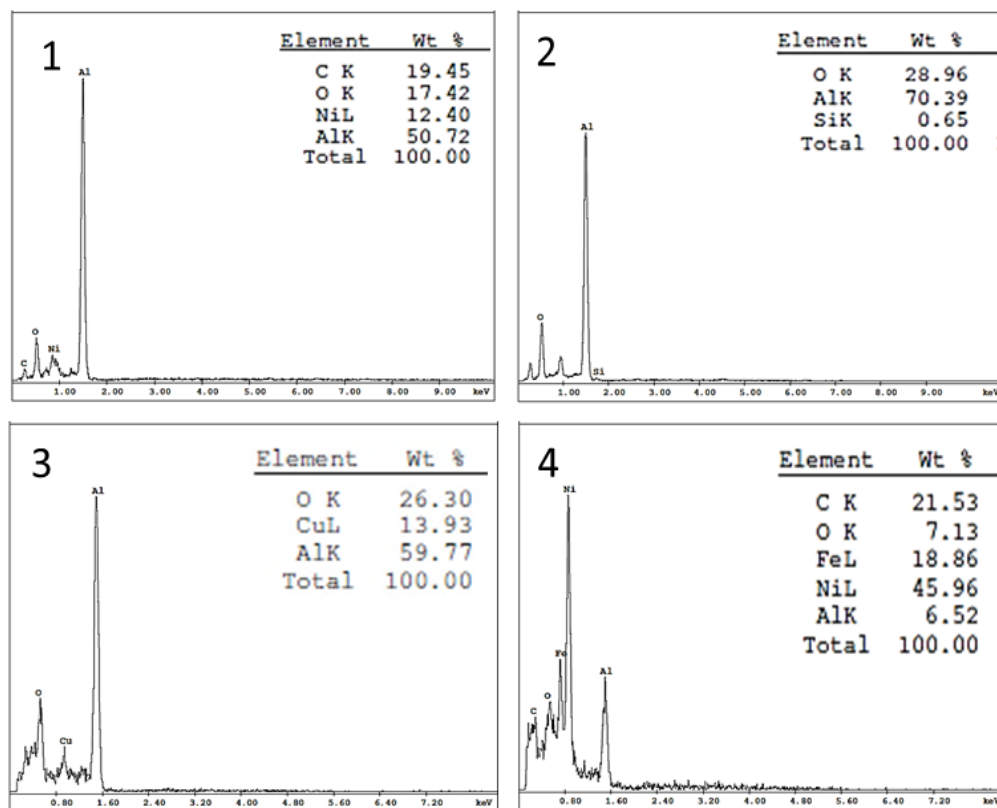 1
Element Wt %
C K 19.45
O K 17.42
NiL 12.40
AlK 50.72
Total 100.00
Al
O
Ni
C
1.00 2.00 3.00 4.00 5.00 6.00 7.00 8.00 9.00 keV
2
Element Wt %
O K 28.96
AlK 70.39
SiK 0.65
Total 100.00
Al
O
Si
1.00 2.00 3.00 4.00 5.00 6.00 7.00 8.00 9.00 keV
3
Element Wt %
O K 26.30
CuL 13.93
AlK 59.77
Total 100.00
Al
O
Cu
0.80 1.60 2.40 3.20 4.00 4.80 5.60 6.40 7.20 keV
4
Element Wt %
C K 21.53
O K 7.13
FeL 18.86
NiL 45.96
AlK 6.52
Total 100.00
Ni
Fe
Al
O
C
0.80 1.60 2.40 3.20 4.00 4.80 5.60 6.40 7.20 keV